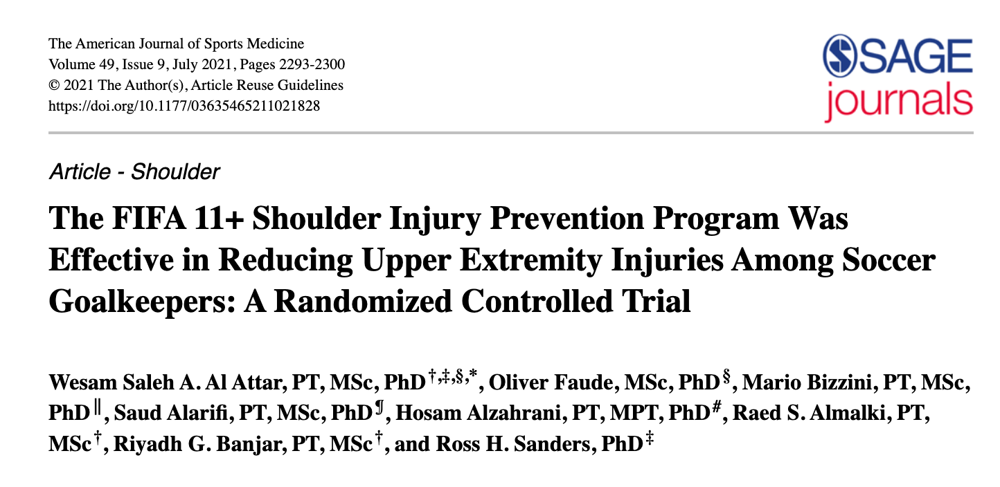 The American Journal of Sports Medicine
Volume 49, Issue 9, July 2021, Pages 2293-2300
© 2021 The Author(s), Article Reuse Guidelines
https://doi.org/10.1177/03635465211021828
SAGE
journals
Article - Shoulder
The FIFA 11+ Shoulder Injury Prevention Program Was
Effective in Reducing Upper Extremity Injuries Among Soccer
Goalkeepers: A Randomized Controlled Trial
Wesam Saleh A. Al Attar, PT, MSc, PhD†,‡,§,*, Oliver Faude, MSc, PhD§, Mario Bizzini, PT, MSc,
PhD‖, Saud Alarifi, PT, MSc, PhD¶, Hosam Alzahrani, PT, MPT, PhD#, Raed S. Almalki, PT,
MSc†, Riyadh G. Banjar, PT, MSc†, and Ross H. Sanders, PhD‡